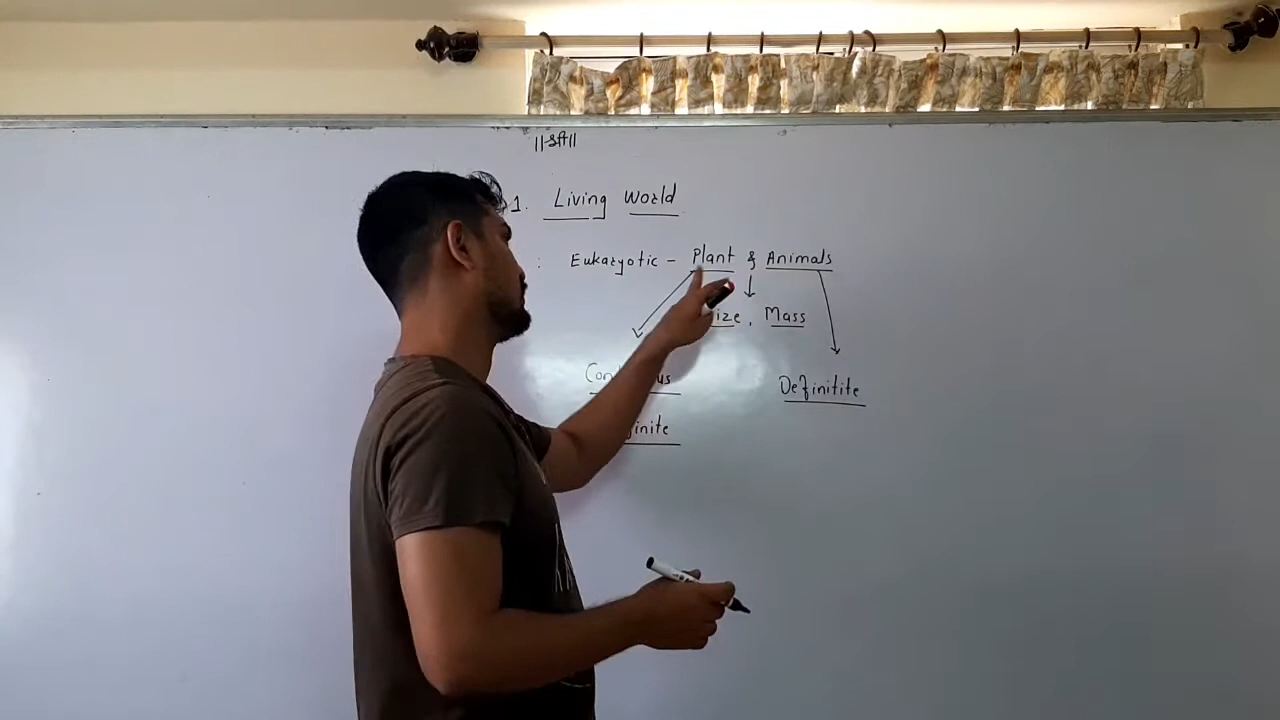 ||श्री||
1. Living World
: Eukaryotic - Plant & Animals
Mass
Definitite